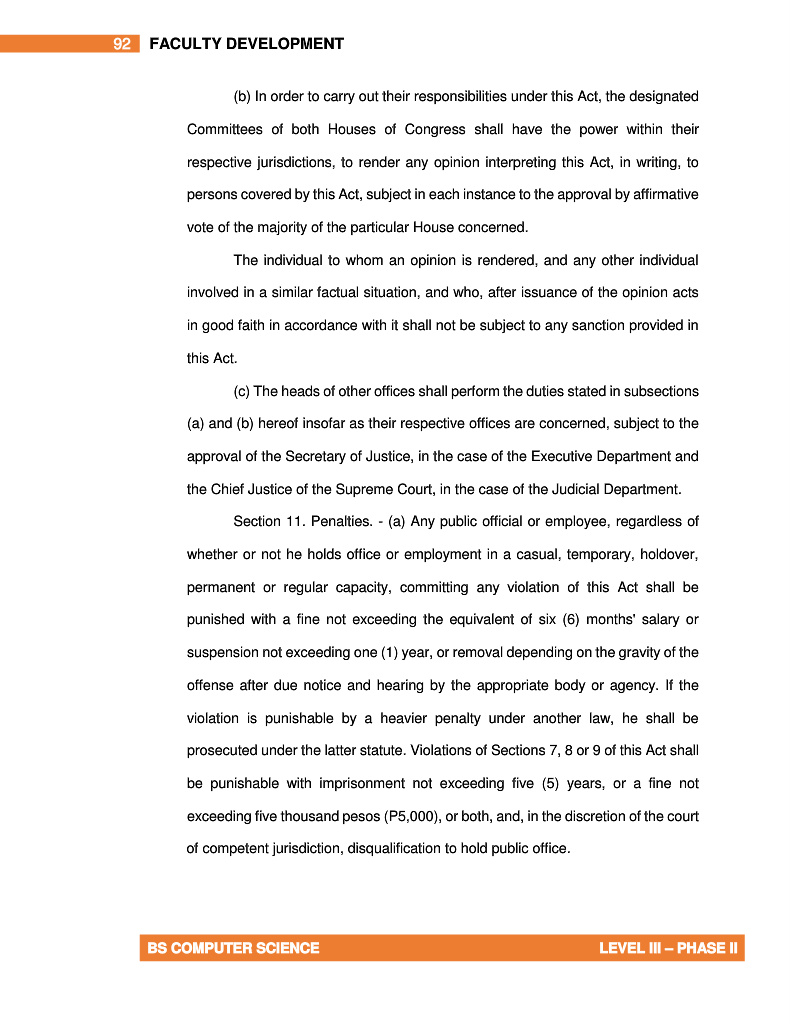 92 FACULTY DEVELOPMENT
(b) In order to carry out their responsibilities under this Act, the designated
Committees of both Houses of Congress shall have the power within their
respective jurisdictions, to render any opinion interpreting this Act, in writing, to
persons covered by this Act, subject in each instance to the approval by affirmative
vote of the majority of the particular House concerned.
The individual to whom an opinion is rendered, and any other individual
involved in a similar factual situation, and who, after issuance of the opinion acts
in good faith in accordance with it shall not be subject to any sanction provided in
this Act.
(c) The heads of other offices shall perform the duties stated in subsections
(a) and (b) hereof insofar as their respective offices are concerned, subject to the
approval of the Secretary of Justice, in the case of the Executive Department and
the Chief Justice of the Supreme Court, in the case of the Judicial Department.
Section 11. Penalties. - (a) Any public official or employee, regardless of
whether or not he holds office or employment in a casual, temporary, holdover,
permanent or regular capacity, committing any violation of this Act shall be
punished with a fine not exceeding the equivalent of six (6) months' salary or
suspension not exceeding one (1) year, or removal depending on the gravity of the
offense after due notice and hearing by the appropriate body or agency. If the
violation is punishable by a heavier penalty under another law, he shall be
prosecuted under the latter statute. Violations of Sections 7, 8 or 9 of this Act shall
be punishable with imprisonment not exceeding five (5) years, or a fine not
exceeding five thousand pesos (P5,000), or both, and, in the discretion of the court
of competent jurisdiction, disqualification to hold public office.
BS COMPUTER SCIENCE LEVEL III – PHASE II